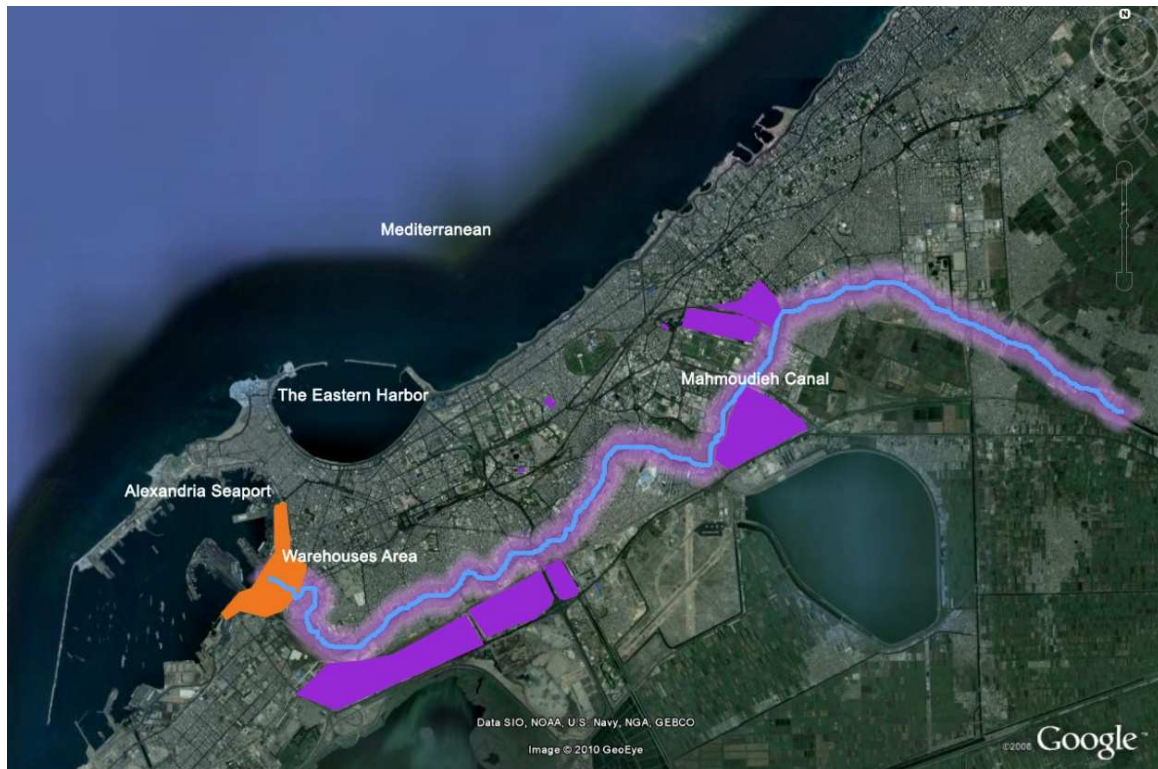 N
Mediterranean
Mahmoudieh Canal
The Eastern Harbor
Alexandria Seaport
Warehouses Area
Data SIO, NOAA, U.S. Navy, NGA, GEBCO
Image © 2010 GeoEye
©2008 Google™